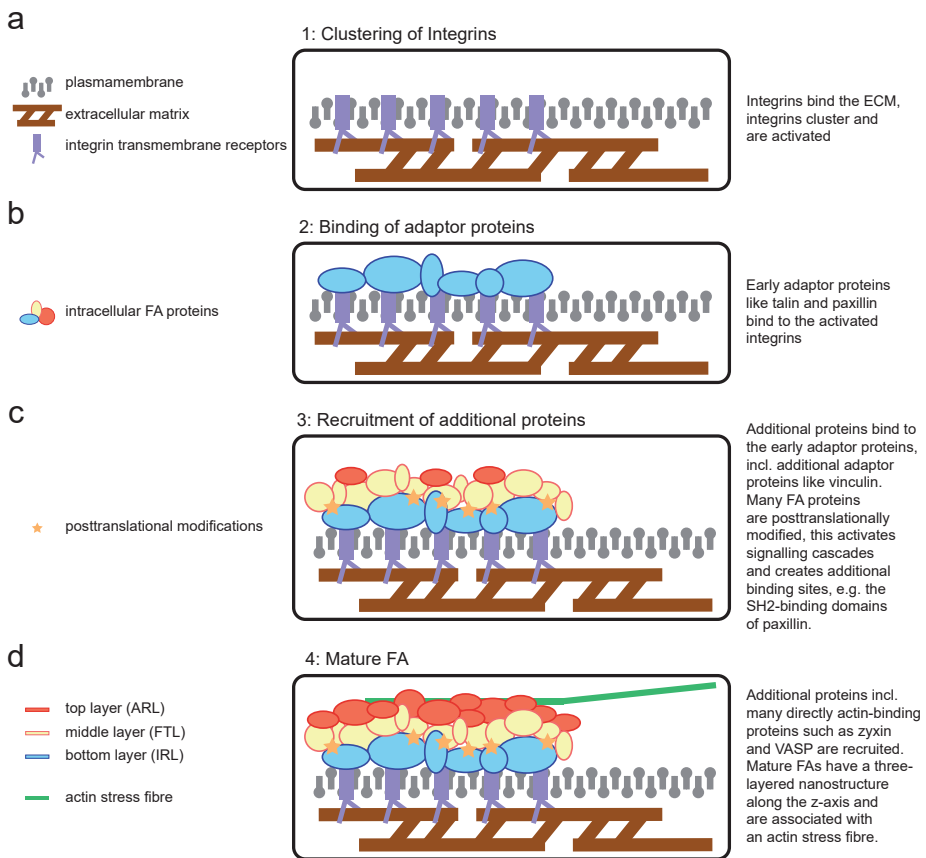 a
1: Clustering of Integrins
plasmamembrane
extracellular matrix
integrin transmembrane receptors
Integrins bind the ECM,
integrins cluster and
are activated
b
2: Binding of adaptor proteins
intracellular FA proteins
Early adaptor proteins
like talin and paxillin
bind to the activated
integrins
c
3: Recruitment of additional proteins
posttranslational modifications
Additional proteins bind to
the early adaptor proteins,
incl. additional adaptor
proteins like vinculin.
Many FA proteins
are posttranslationally
modified, this activates
signalling cascades
and creates additional
binding sites, e.g. the
SH2-binding domains
of paxillin.
d
4: Mature FA
top layer (ARL)
middle layer (FTL)
bottom layer (IRL)
actin stress fibre
Additional proteins incl.
many directly actin-binding
proteins such as zyxin
and VASP are recruited.
Mature FAs have a three-
layered nanostructure
along the z-axis and
are associated with
an actin stress fibre.